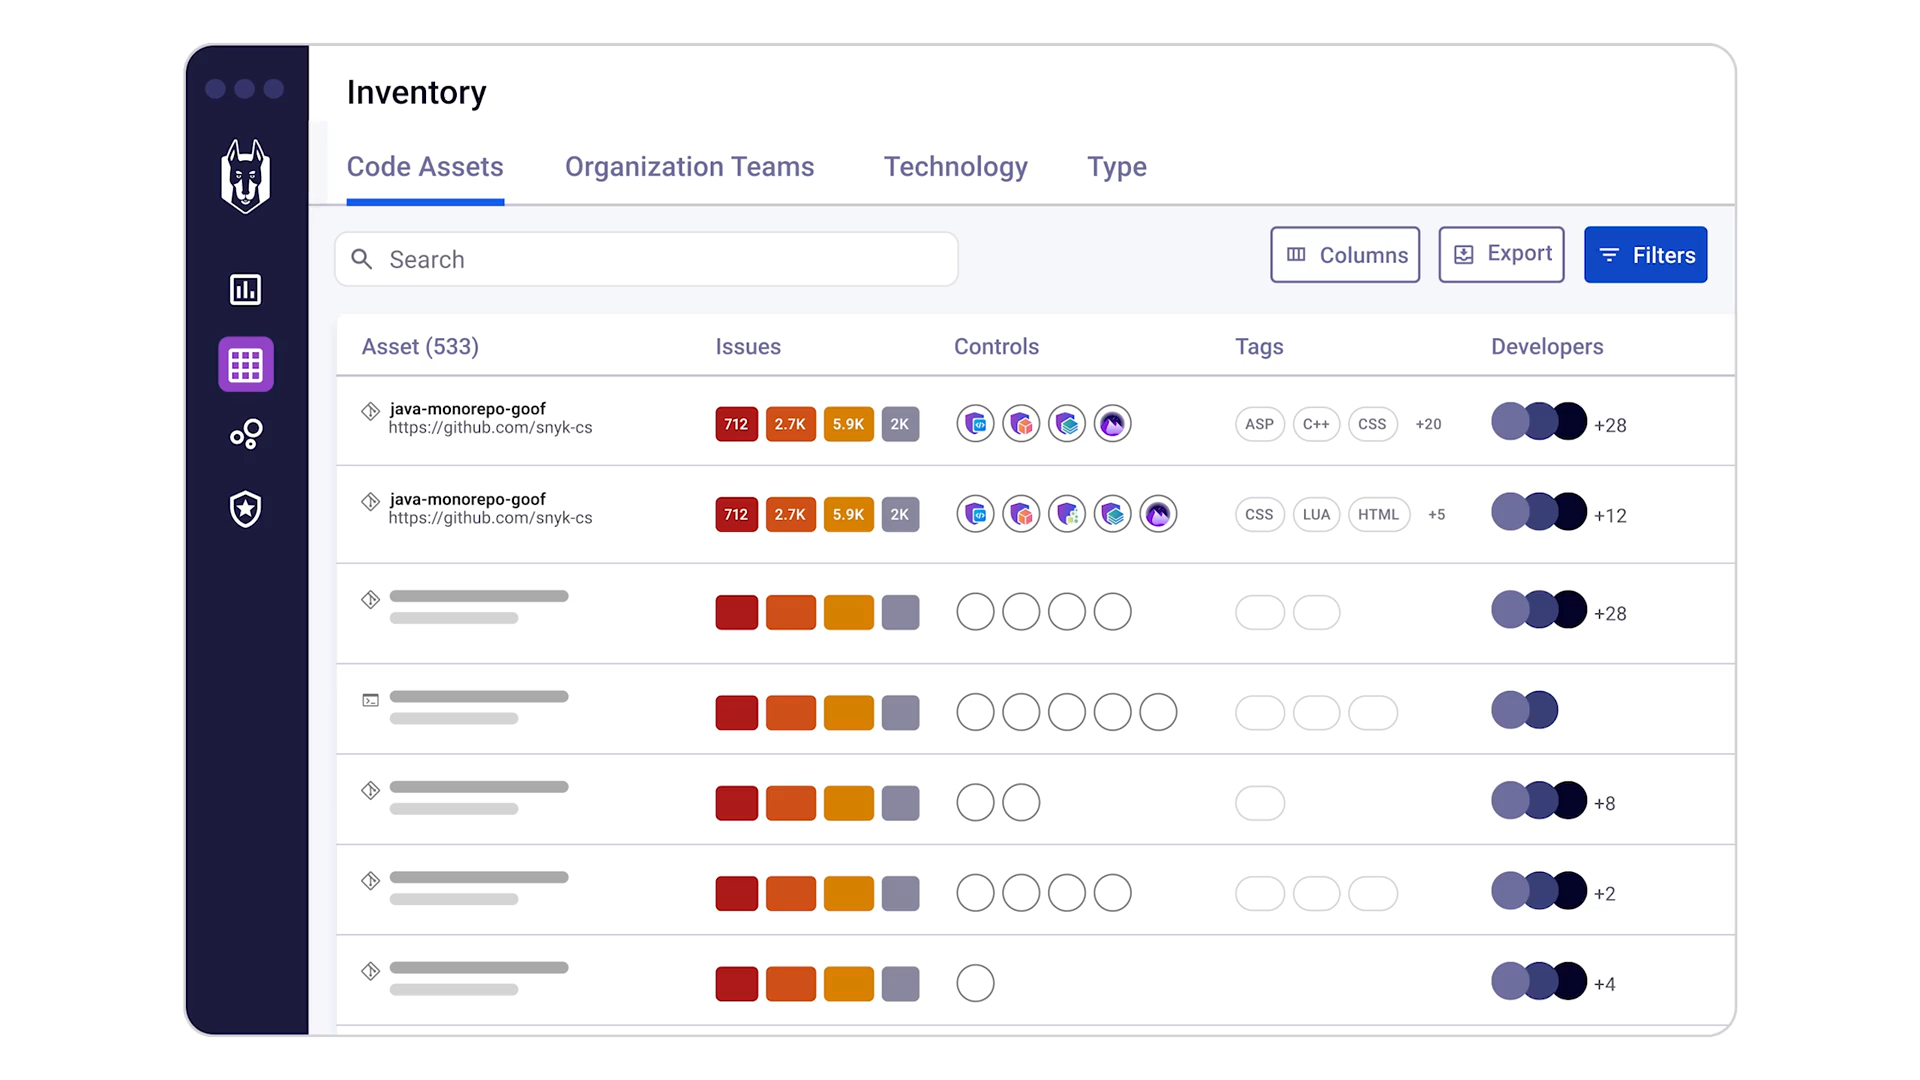 Inventory
Code Assets Organization Teams Technology Type
Search Columns Export Filters
Asset (533) Issues Controls Tags Developers
java-monorepo-goof
https://github.com/snyk-cs 712 2.7K 5.9K 2K ASP C++ CSS +20 +28
java-monorepo-goof
https://github.com/snyk-cs 712 2.7K 5.9K 2K CSS LUA HTML +5 +12
+28
+8
+2
+4